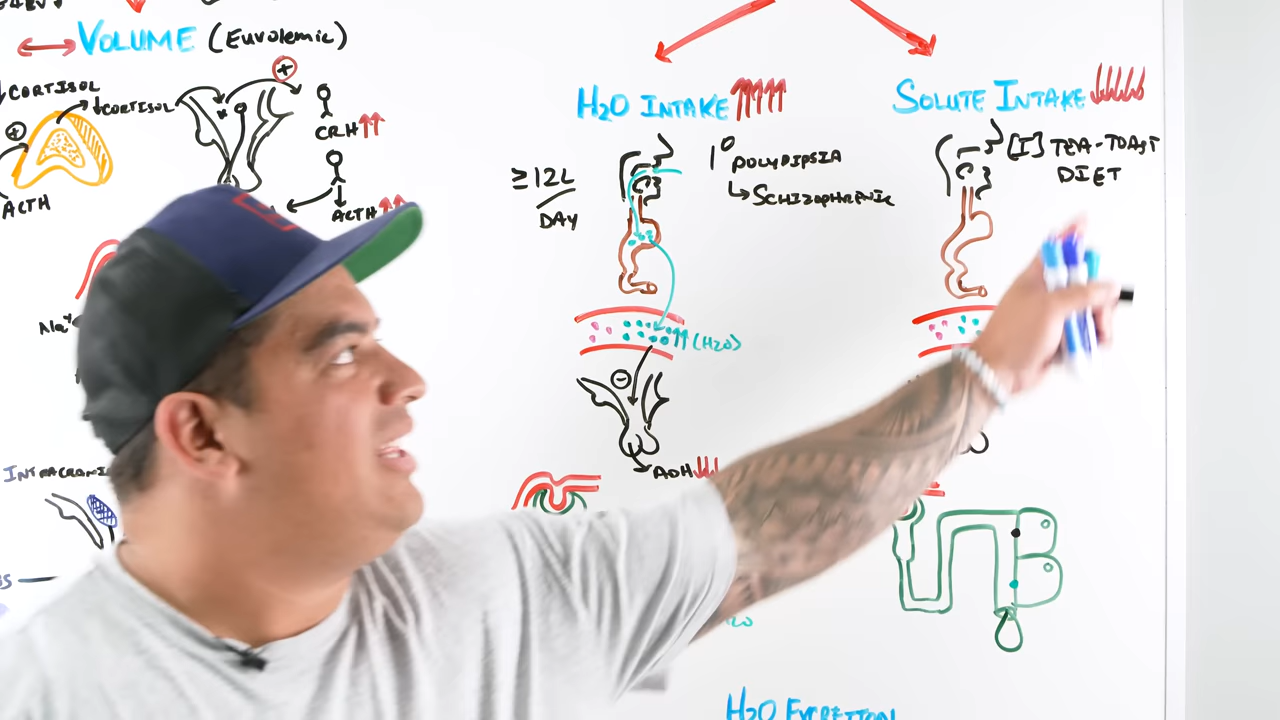 VOLUME (Euvolemic)
↓CORTISOL
↓CORTISOL
+
+
CRH↑↑
ACTH
ACTH↑↑
Na+
H2O INTAKE↑↑↑↑
1° POLYDIPSIA
↳SCHIZOPHRENIC
≥12L
DAY
↑↑(H2O)
−
ADH↓↓↓
SOLUTE INTAKE↓↓↓↓
[I] TEA-TOAST
DIET
H2O EXCRETION